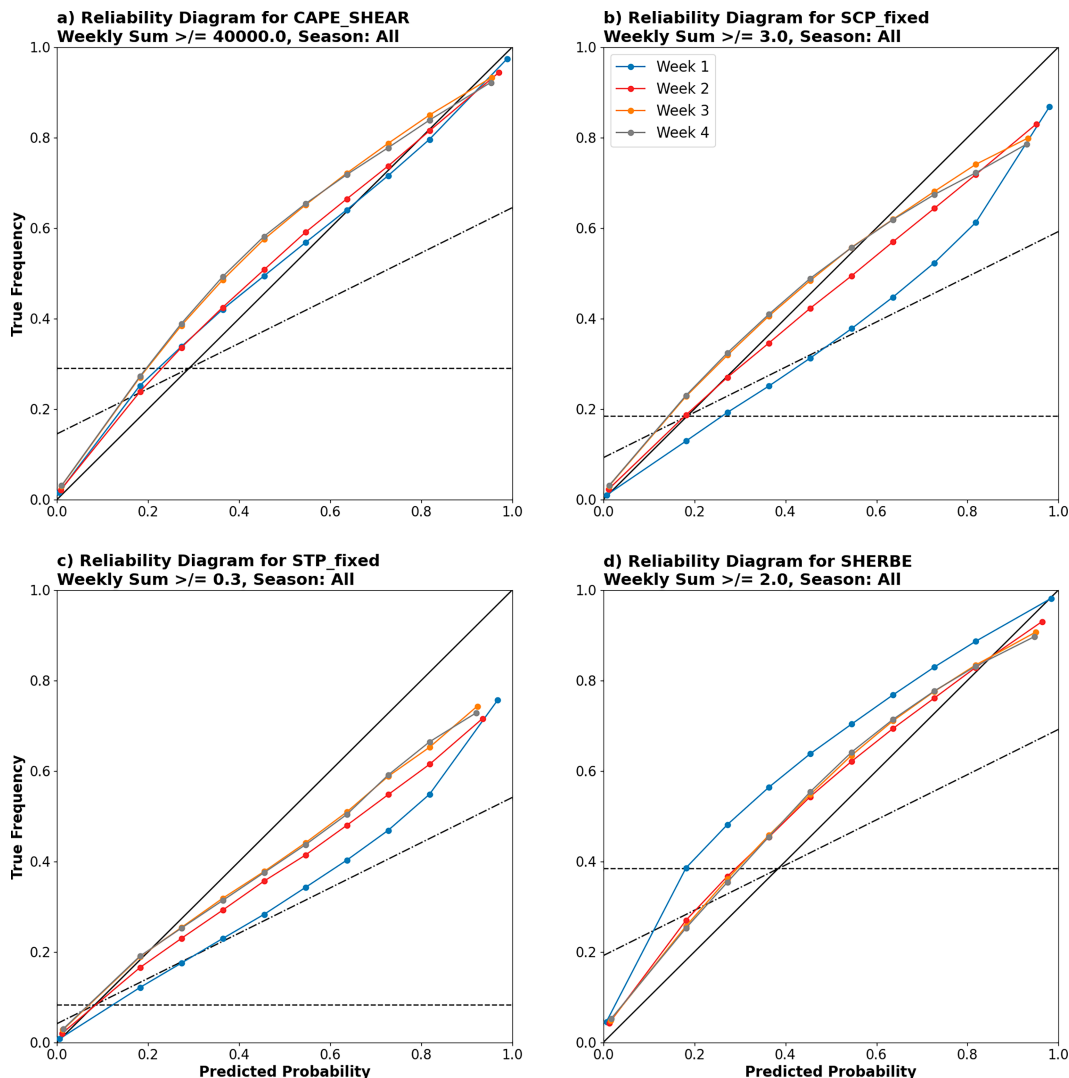 a) Reliability Diagram for CAPE_SHEAR
Weekly Sum >/= 40000.0, Season: All
1.0
0.8
0.6
0.4
0.2
0.0
True Frequency
0.0 0.2 0.4 0.6 0.8 1.0
b) Reliability Diagram for SCP_fixed
Weekly Sum >/= 3.0, Season: All
Week 1
Week 2
Week 3
Week 4
1.0
0.8
0.6
0.4
0.2
0.0
0.0 0.2 0.4 0.6 0.8 1.0
c) Reliability Diagram for STP_fixed
Weekly Sum >/= 0.3, Season: All
1.0
0.8
0.6
0.4
0.2
0.0
True Frequency
0.0 0.2 0.4 0.6 0.8 1.0
Predicted Probability
d) Reliability Diagram for SHERBE
Weekly Sum >/= 2.0, Season: All
1.0
0.8
0.6
0.4
0.2
0.0
0.0 0.2 0.4 0.6 0.8 1.0
Predicted Probability